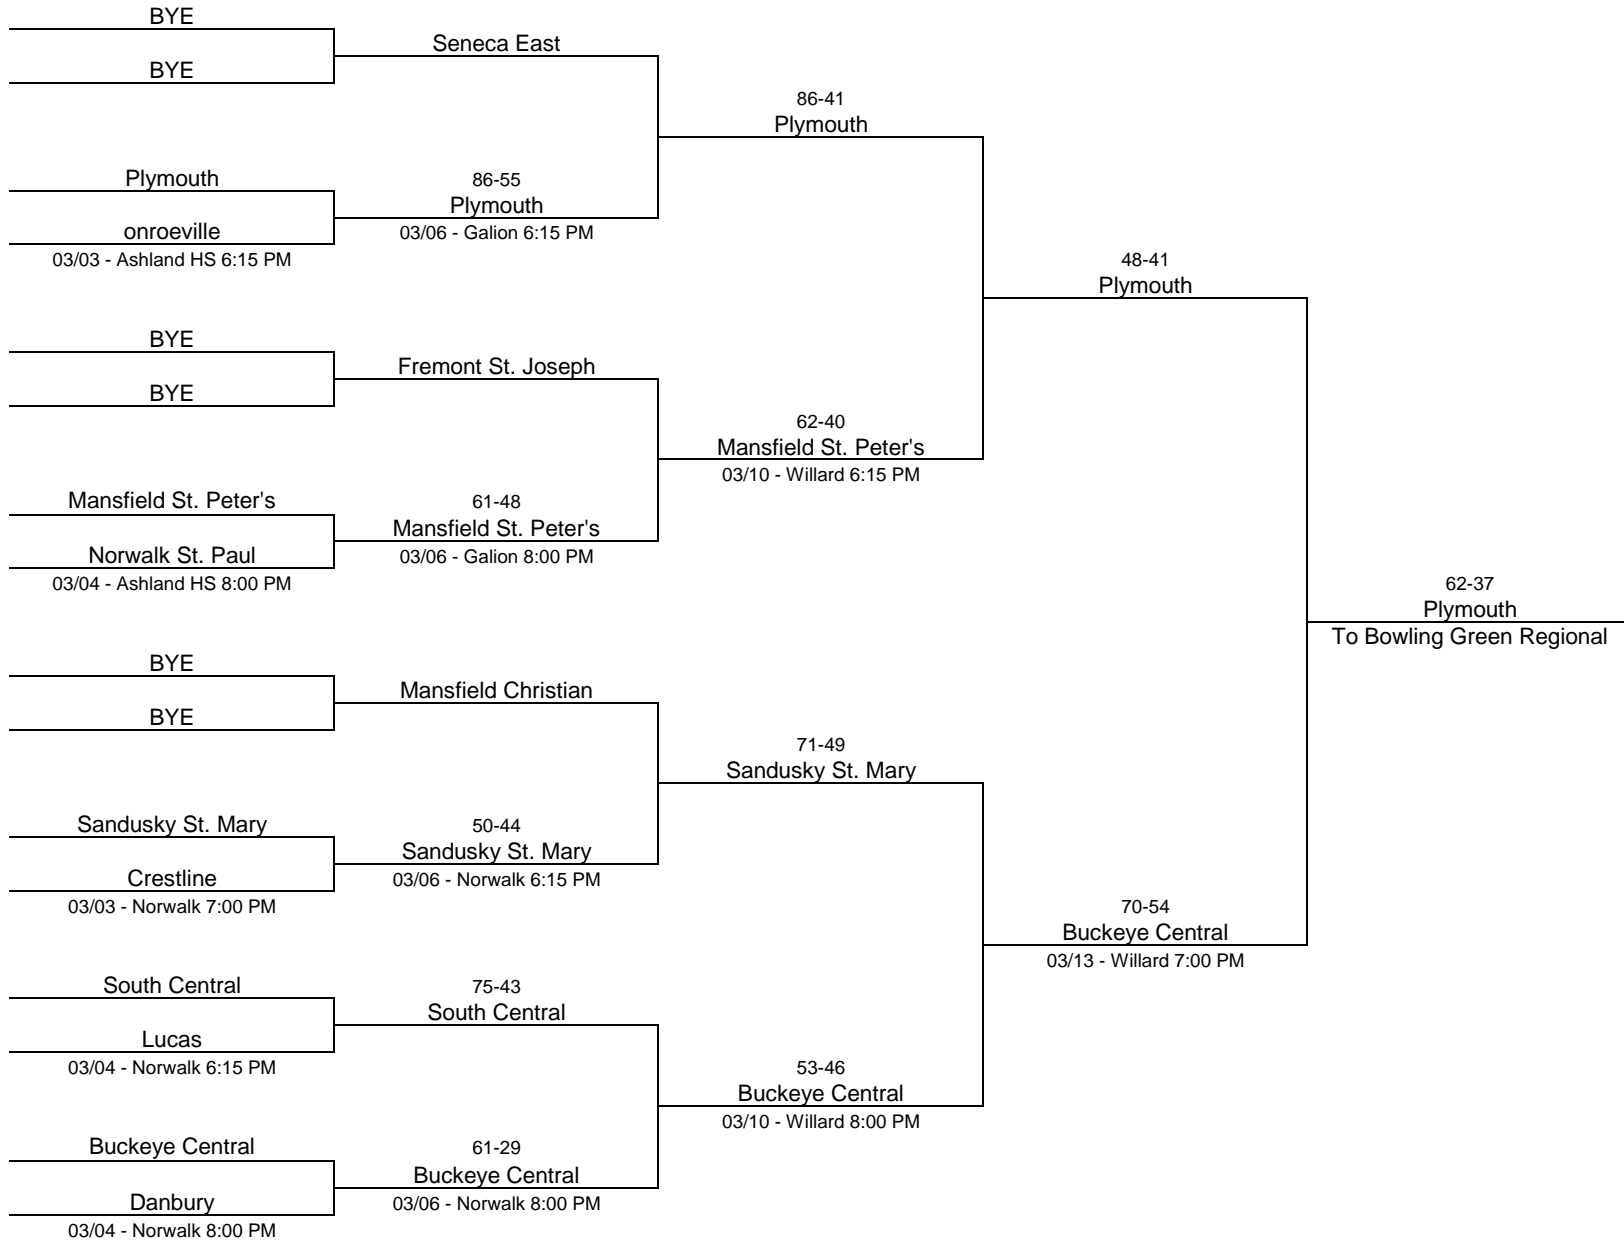 BYE
BYE
Seneca East
Plymouth
onroeville
03/03 - Ashland HS 6:15 PM
86-55
Plymouth
03/06 - Galion 6:15 PM
86-41
Plymouth
BYE
BYE
Fremont St. Joseph
Mansfield St. Peter's
Norwalk St. Paul
03/04 - Ashland HS 8:00 PM
61-48
Mansfield St. Peter's
03/06 - Galion 8:00 PM
62-40
Mansfield St. Peter's
03/10 - Willard 6:15 PM
48-41
Plymouth
BYE
BYE
Mansfield Christian
Sandusky St. Mary
Crestline
03/03 - Norwalk 7:00 PM
50-44
Sandusky St. Mary
03/06 - Norwalk 6:15 PM
71-49
Sandusky St. Mary
South Central
Lucas
03/04 - Norwalk 6:15 PM
75-43
South Central
Buckeye Central
Danbury
03/04 - Norwalk 8:00 PM
61-29
Buckeye Central
03/06 - Norwalk 8:00 PM
53-46
Buckeye Central
03/10 - Willard 8:00 PM
70-54
Buckeye Central
03/13 - Willard 7:00 PM
62-37
Plymouth
To Bowling Green Regional